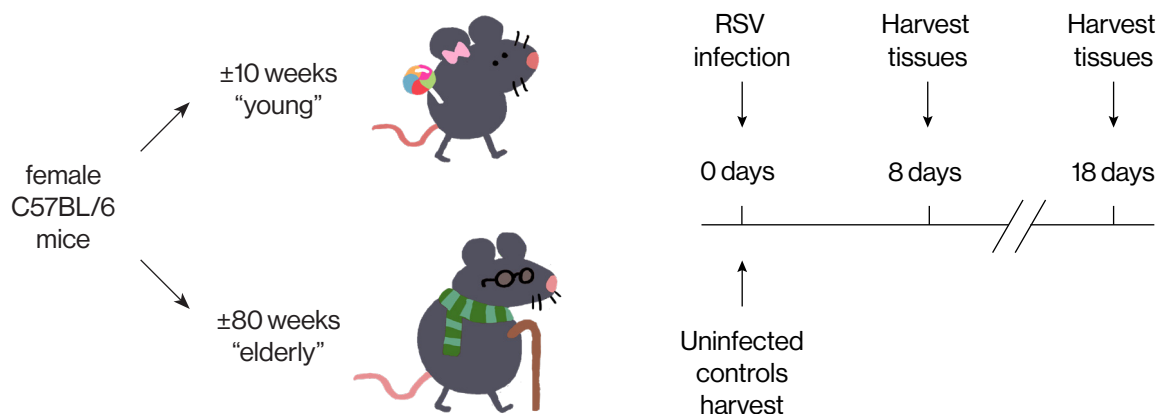 ±10 weeks
“young”
female
C57BL/6
mice
±80 weeks
“elderly”
RSV
infection
Harvest
tissues
Harvest
tissues
0 days
8 days
18 days
Uninfected
controls
harvest